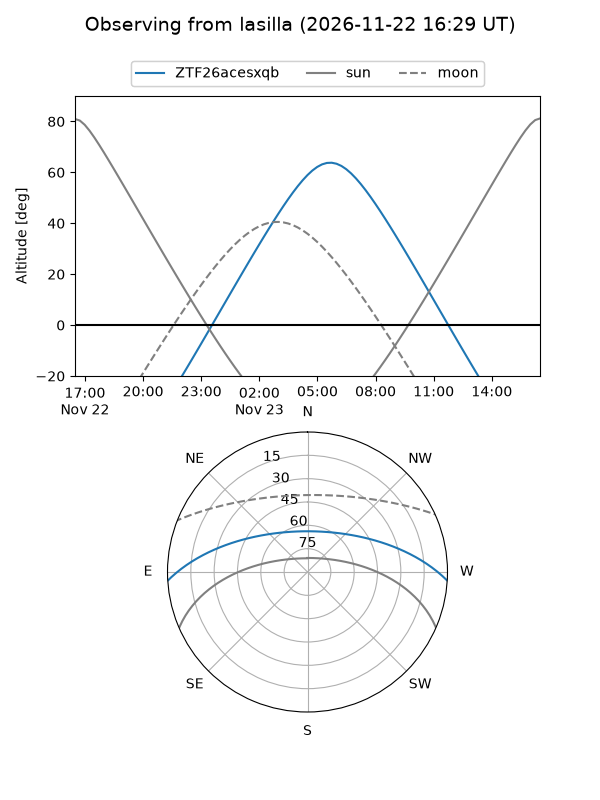 Observing from lasilla (2026-11-22 16:29 UT)
ZTF26acesxqb
sun
moon
Altitude [deg]
80
60
40
20
0
−20
17:00
Nov 22
20:00
23:00
02:00
Nov 23
05:00
08:00
11:00
14:00
N
NE
NW
15
30
45
60
75
E
W
SE
SW
S